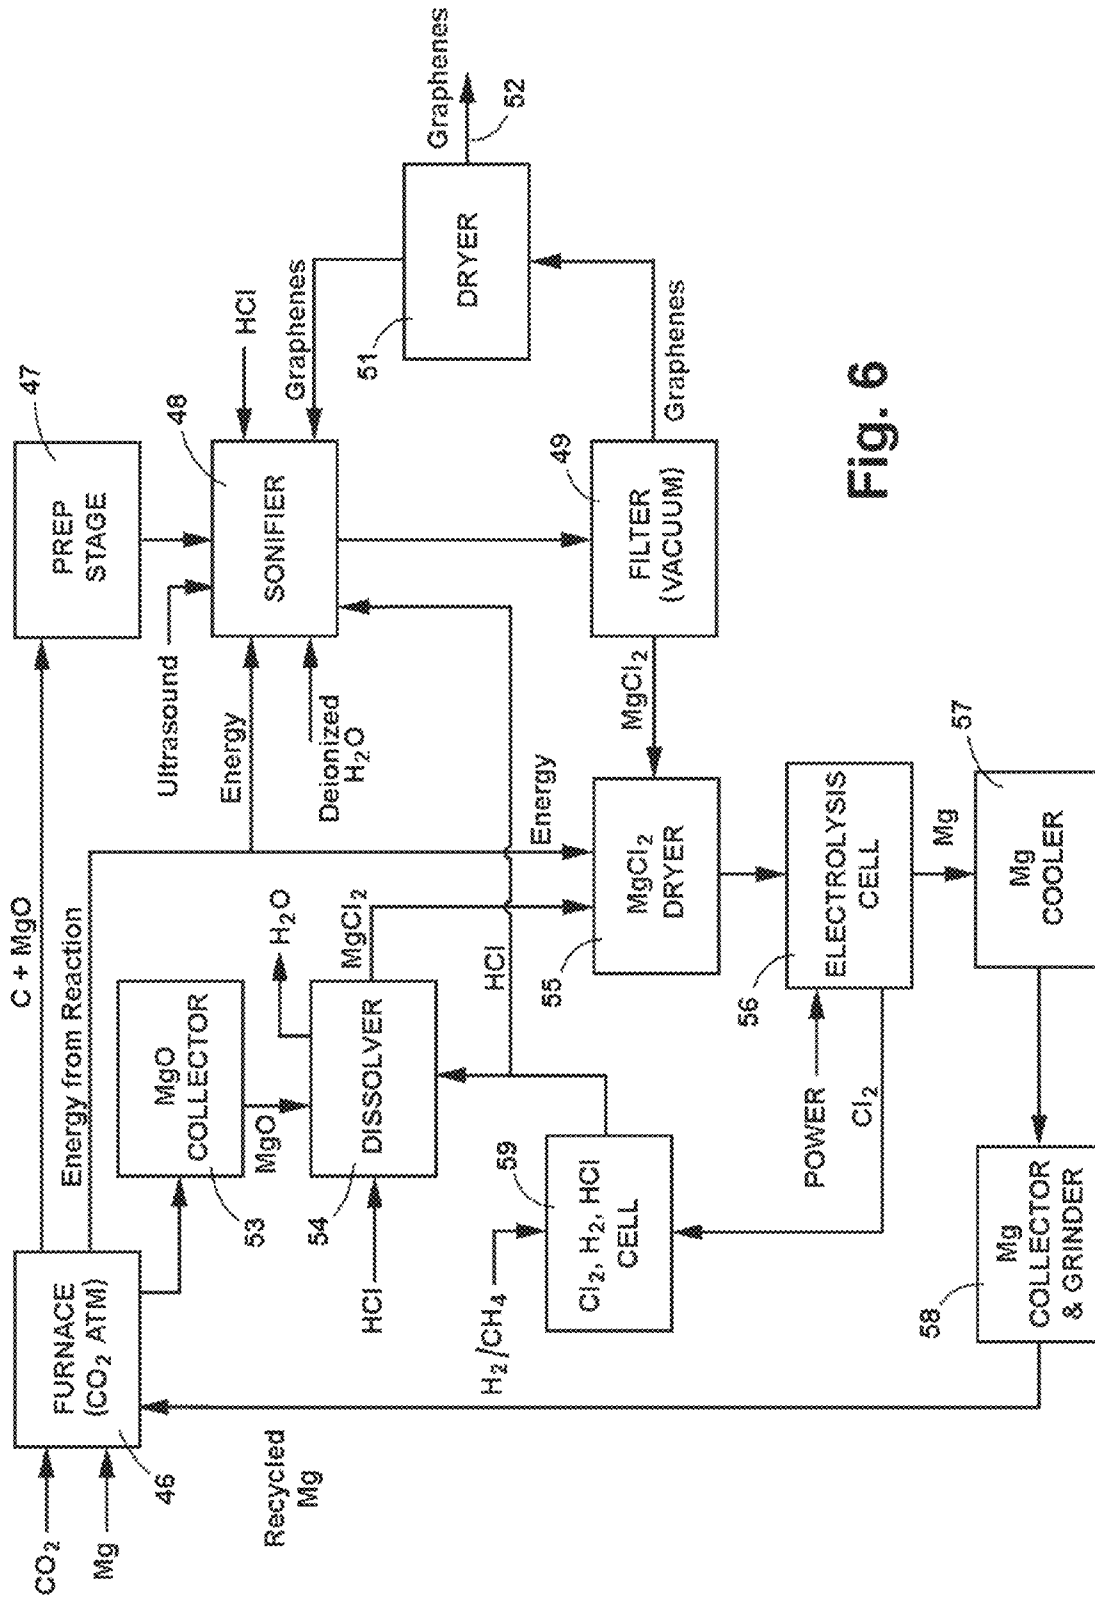 CO2
Mg
FURNACE
(CO2 ATM)
46
C + MgO
Energy from Reaction
PREP
STAGE
47
MgO
COLLECTOR
53
MgO
Ultrasound
Energy
Deionized
H2O
SONIFIER
48
HCl
Graphenes
DRYER
51
Graphenes
52
HCl
DISSOLVER
54
H2O
MgCl2
HCl
Energy
H2/CH4
Cl2, H2, HCl
CELL
59
MgCl2
DRYER
55
MgCl2
FILTER
(VACUUM)
49
Graphenes
POWER
Cl2
ELECTROLYSIS
CELL
56
Mg
Mg
COOLER
57
Mg
COLLECTOR
& GRINDER
58
Recycled
Mg
Fig. 6